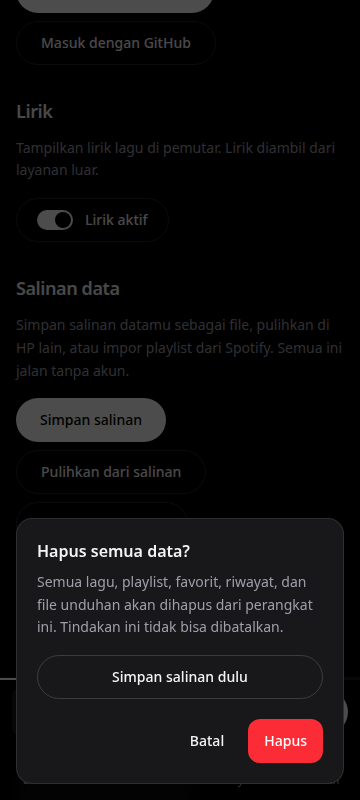 Masuk dengan GitHub
Lirik
Tampilkan lirik lagu di pemutar. Lirik diambil dari
layanan luar.
Lirik aktif
Salinan data
Simpan salinan datamu sebagai file, pulihkan di
HP lain, atau impor playlist dari Spotify. Semua ini
jalan tanpa akun.
Simpan salinan
Pulihkan dari salinan
Hapus semua data?
Semua lagu, playlist, favorit, riwayat, dan
file unduhan akan dihapus dari perangkat
ini. Tindakan ini tidak bisa dibatalkan.
Simpan salinan dulu
Batal
Hapus